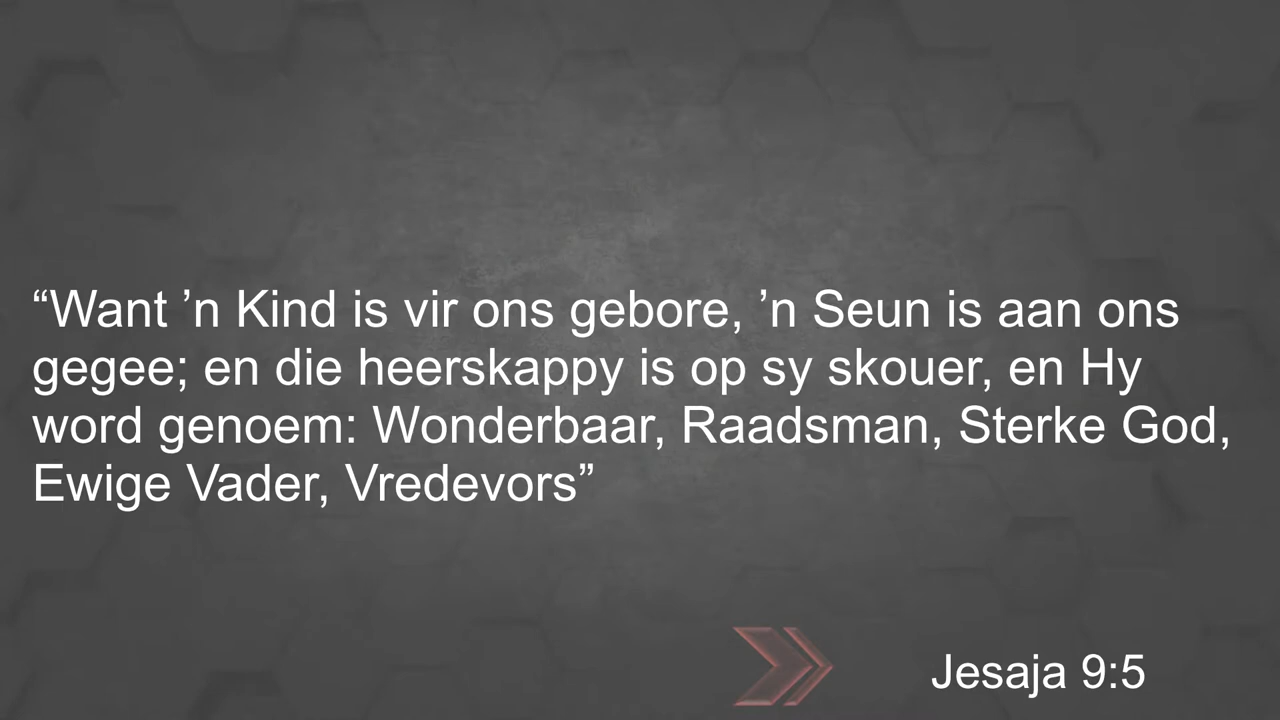 “Want ’n Kind is vir ons gebore, ’n Seun is aan ons
gegee; en die heerskappy is op sy skouer, en Hy
word genoem: Wonderbaar, Raadsman, Sterke God,
Ewige Vader, Vredevors”
Jesaja 9:5